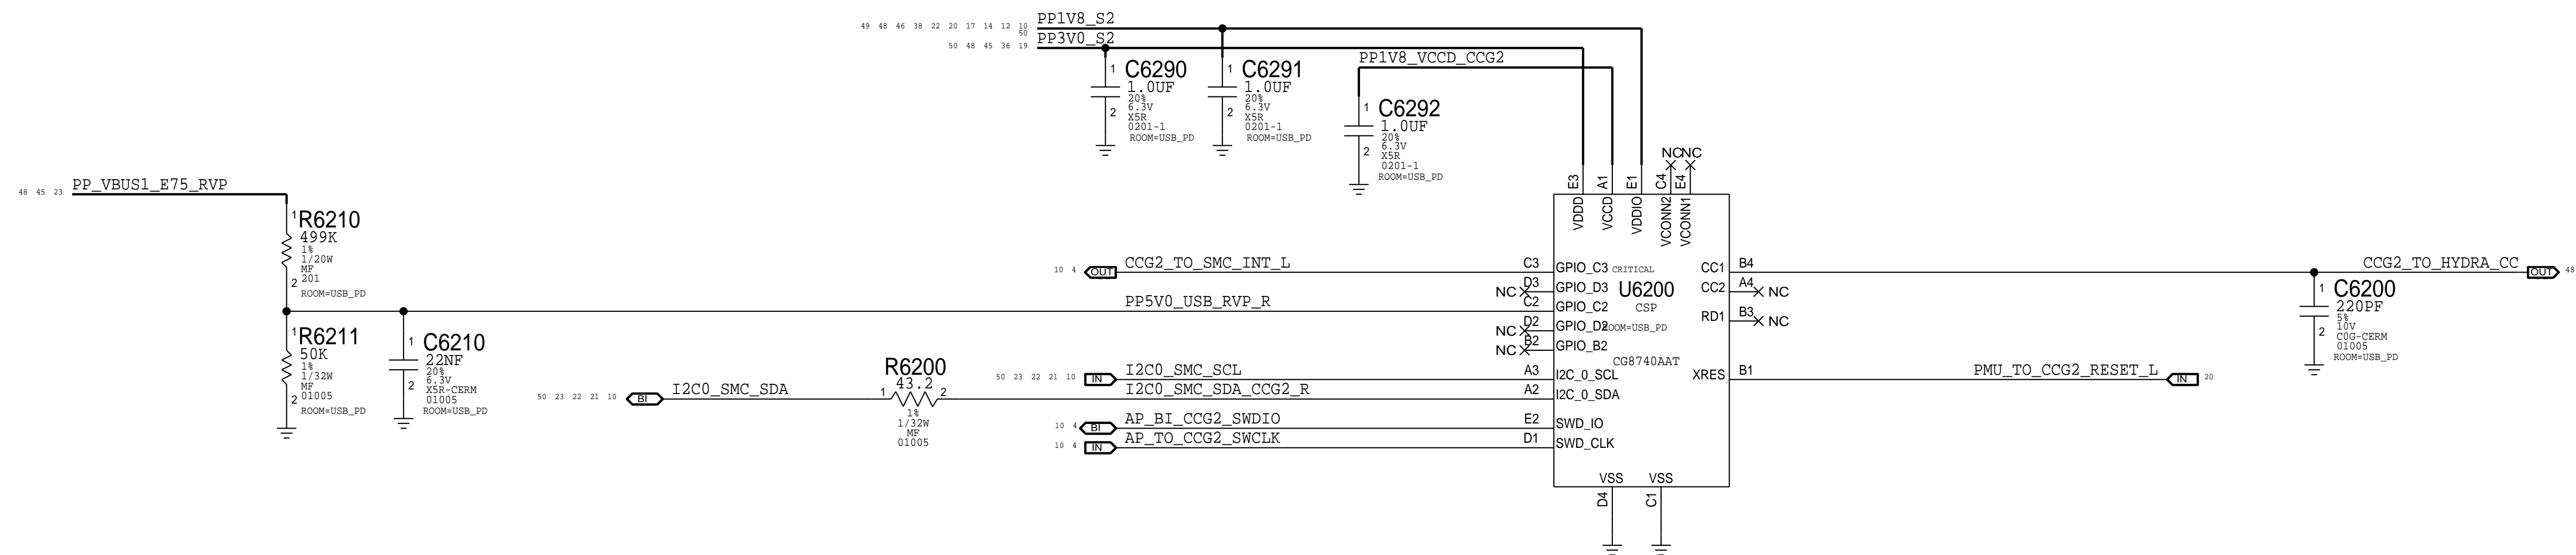 49 48 46 38 22 20 17 14 12 10 PP1V8_S2
50
50 48 45 36 19 PP3V0_S2
PP1V8_VCCD_CCG2
1 C6290
1.0UF
20%
6.3V
X5R
2 0201-1
ROOM=USB_PD
1 C6291
1.0UF
20%
6.3V
X5R
2 0201-1
ROOM=USB_PD
1 C6292
1.0UF
20%
6.3V
X5R
2 0201-1
ROOM=USB_PD
NC NC
E3 A1 E1 C4 E4
VDDD VCCD VDDIO VCONN2 VCONN1
48 45 23 PP_VBUS1_E75_RVP
1 R6210
499K
1%
1/20W
MF
2 201
ROOM=USB_PD
10 4 OUT CCG2_TO_SMC_INT_L C3 GPIO_C3 CRITICAL
NC D3 GPIO_D3
PP5V0_USB_RVP_R C2 GPIO_C2
NC D2 GPIO_D2
NC B2 GPIO_B2
U6200
CSP
ROOM=USB_PD
CG8740AAT
CC1 B4 CCG2_TO_HYDRA_CC OUT 48
CC2 A4 NC
RD1 B3 NC
1 C6200
220PF
5%
10V
2 C0G-CERM
01005
ROOM=USB_PD
1 R6211
50K
1%
1/32W
MF
2 01005
ROOM=USB_PD
1 C6210
22NF
20%
6.3V
2 X5R-CERM
01005
ROOM=USB_PD
50 23 22 21 10 IN I2C0_SMC_SCL A3 I2C_0_SCL
XRES B1 PMU_TO_CCG2_RESET_L IN 20
R6200
43.2
50 23 22 21 10 BI I2C0_SMC_SDA 1 2 I2C0_SMC_SDA_CCG2_R A2 I2C_0_SDA
1%
1/32W
MF
01005
10 4 BI AP_BI_CCG2_SWDIO E2 SWD_IO
10 4 IN AP_TO_CCG2_SWCLK D1 SWD_CLK
VSS VSS
D4 C1